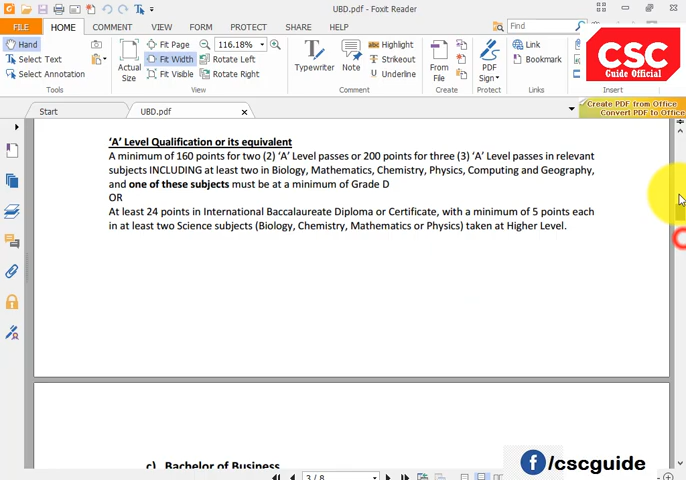 UBD.pdf - Foxit Reader
FILE HOME COMMENT VIEW FORM PROTECT SHARE HELP Find
Hand
Select Text
Select Annotation
Actual Size
Fit Page
Fit Width
Fit Visible
116.18%
Rotate Left
Rotate Right
View
Typewriter
Note
Highlight
Strikeout
Underline
Comment
From File
Create
PDF Sign
Protect
Link
Bookmark
Links
Insert
CSC
Guide Official
Start UBD.pdf
Create PDF from Office
Convert PDF to Office
'A' Level Qualification or its equivalent
A minimum of 160 points for two (2) 'A' Level passes or 200 points for three (3) 'A' Level passes in relevant
subjects INCLUDING at least two in Biology, Mathematics, Chemistry, Physics, Computing and Geography,
and one of these subjects must be at a minimum of Grade D
OR
At least 24 points in International Baccalaureate Diploma or Certificate, with a minimum of 5 points each
in at least two Science subjects (Biology, Chemistry, Mathematics or Physics) taken at Higher Level.
c) Bachelor of Business
f /cscguide
3 / 8